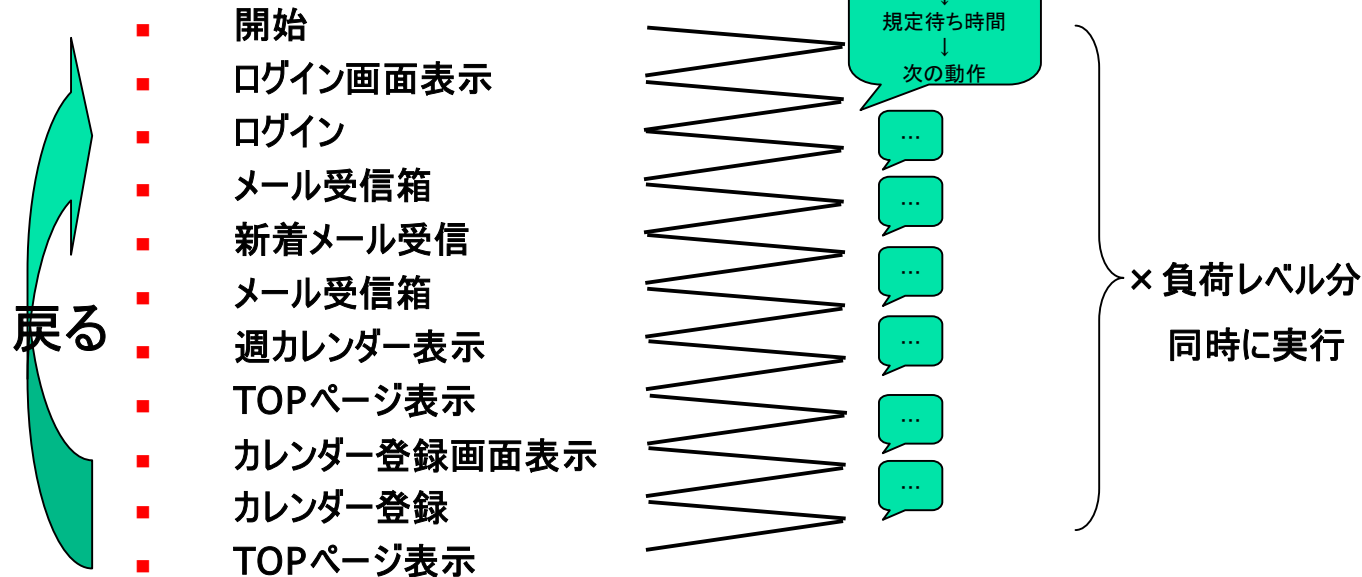 開始
ログイン画面表示
ログイン
メール受信箱
新着メール受信
メール受信箱
週カレンダー表示
TOPページ表示
カレンダー登録画面表示
カレンダー登録
TOPページ表示
戻る
↓
規定待ち時間
↓
次の動作
…
…
…
…
…
…
× 負荷レベル分
同時に実行